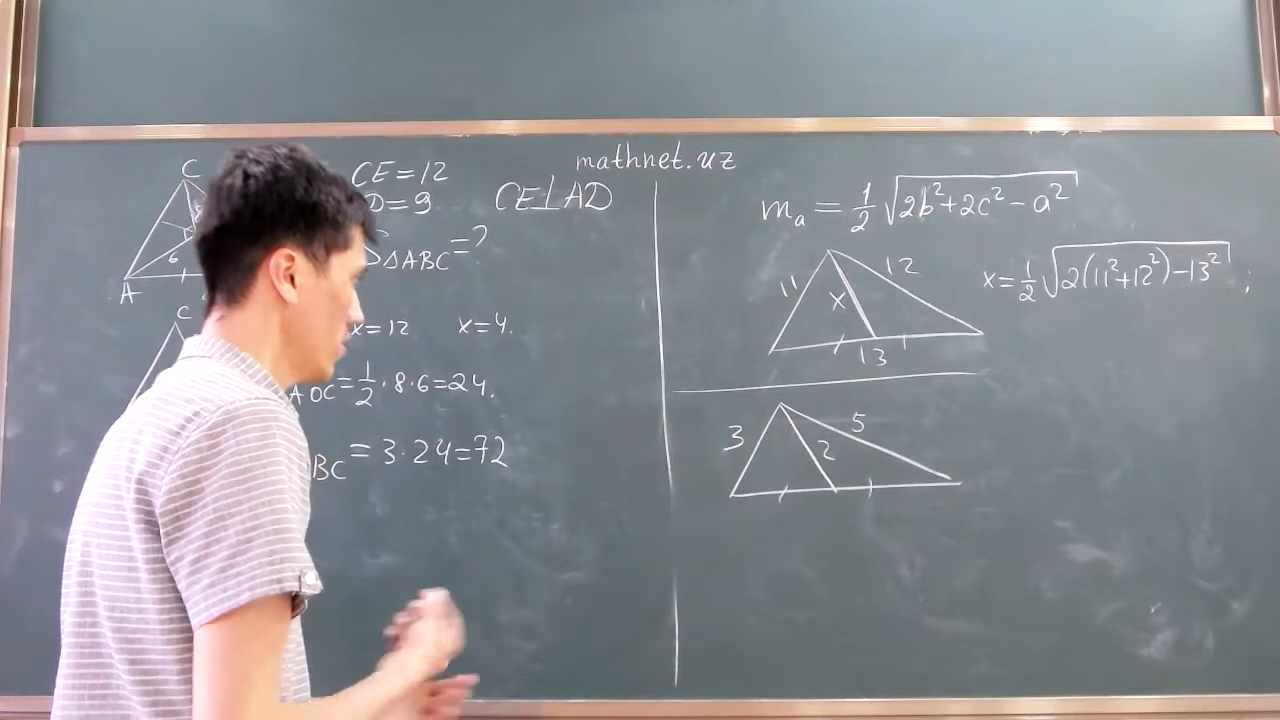 mathnet.uz
C
CE=12
D=9
CE⊥AD
△ABC=?
6
A
C
x=12 x=4.
AOC=1/2·8·6=24.
BC=3·24=72
mₐ=1/2√(2b²+2c²-a²)
11
12
x
13
x=1/2√(2(11²+12²)-13²);
3
5
2